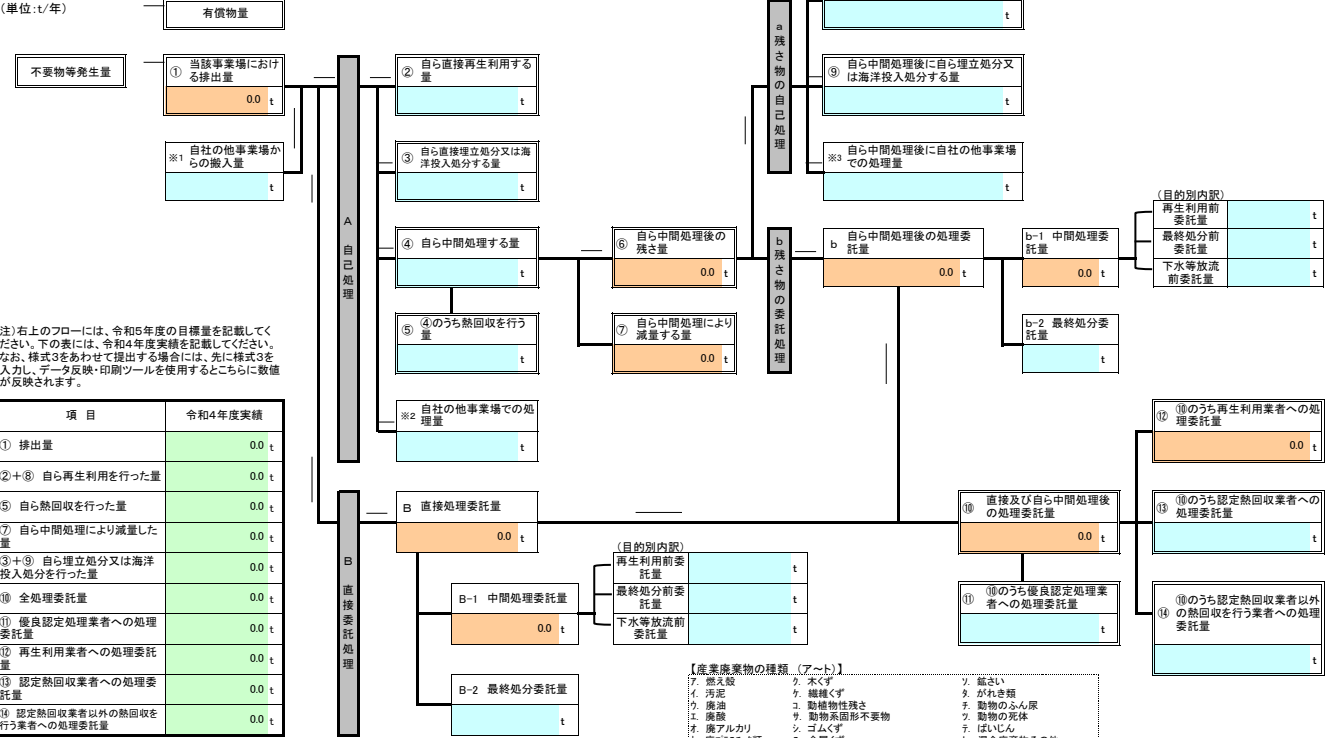 (単位:t/年)
有償物量
不要物等発生量
① 当該事業場におけ
る排出量
0.0 t
※1 自社の他事業場か
らの搬入量
t
A 自己処理
② 自ら直接再生利用する
量
t
③ 自ら直接埋立処分又は海
洋投入処分する量
t
④ 自ら中間処理する量
t
⑤ ④のうち熱回収を行う
量
t
※2 自社の他事業場での処
理量
t
⑥ 自ら中間処理後の
残さ量
0.0 t
⑦ 自ら中間処理により
減量する量
0.0 t
a 残さ物の自己処理
t
⑨ 自ら中間処理後に自ら埋立処分又
は海洋投入処分する量
t
※3 自ら中間処理後に自社の他事業場
での処理量
t
b 残さ物の委託処理
b 自ら中間処理後の処理委
託量
0.0 t
b-1 中間処理委
託量
0.0 t
(目的別内訳)
再生利用前
委託量
t
最終処分前
委託量
t
下水等放流
前委託量
t
b-2 最終処分委
託量
t
注)右上のフローには、令和5年度の目標量を記載してく
ださい。下の表には、令和4年度実績を記載してください。
なお、様式3をあわせて提出する場合には、先に様式3を
入力し、データ反映・印刷ツールを使用するとこちらに数値
が反映されます。
項 目 令和4年度実績
① 排出量 0.0 t
②+⑧ 自ら再生利用を行った量 0.0 t
⑤ 自ら熱回収を行った量 0.0 t
⑦ 自ら中間処理により減量した
量 0.0 t
③+⑨ 自ら埋立処分又は海洋
投入処分を行った量 0.0 t
⑩ 全処理委託量 0.0 t
⑪ 優良認定処理業者への処理
委託量 0.0 t
⑫ 再生利用業者への処理委託
量 0.0 t
⑬ 認定熱回収業者への処理委
託量 0.0 t
⑭ 認定熱回収業者以外の熱回収を
行う業者への処理委託量 0.0 t
B 直接委託処理
B 直接処理委託量
0.0 t
B-1 中間処理委託量
0.0 t
(目的別内訳)
再生利用前委
託量
t
最終処分前委
託量
t
下水等放流前
委託量
t
B-2 最終処分委託量
t
⑩ 直接及び自ら中間処理後
の処理委託量
0.0 t
⑪ ⑩のうち優良認定処理業
者への処理委託量
t
⑫ ⑩のうち再生利用業者への処
理委託量
0.0 t
⑬ ⑩のうち認定熱回収業者への
処理委託量
t
⑭ ⑩のうち認定熱回収業者以外
の熱回収を行う業者への処理
委託量
t
【産業廃棄物の種類 (ア~ト)】
ア. 燃え殻 ク. 木くず ソ. 鉱さい
イ. 汚泥 ケ. 繊維くず タ. がれき類
ウ. 廃油 コ. 動植物性残さ チ. 動物のふん尿
エ. 廃酸 サ. 動物系固形不要物 ツ. 動物の死体
オ. 廃アルカリ シ. ゴムくず テ. ばいじん